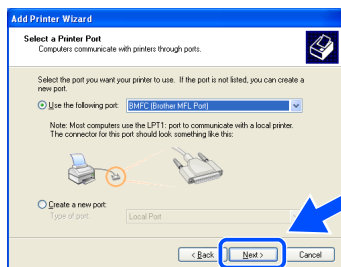 Add Printer Wizard
Select a Printer Port
Computers communicate with printers through ports.
Select the port you want your printer to use. If the port is not listed, you can create a
new port.
Use the following port: BMFC (Brother MFL Port)
Note: Most computers use the LPT1: port to communicate with a local printer.
The connector for this port should look something like this:
Create a new port:
Type of port: Local Port
< Back Next > Cancel